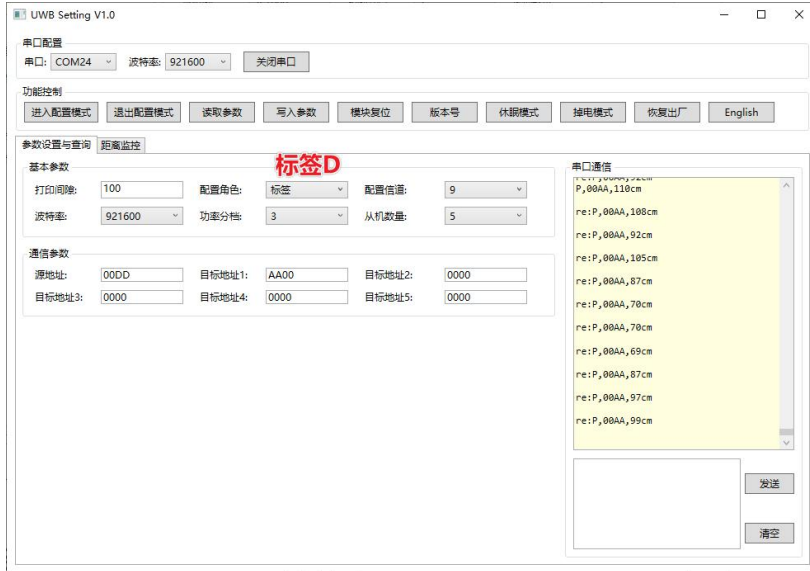 UWB Setting V1.0
串口配置
串口: COM24 波特率: 921600 关闭串口
功能控制
进入配置模式 退出配置模式 读取参数 写入参数 模块复位 版本号 休眠模式 掉电模式 恢复出厂 English
参数设置与查询 距离监控
标签D
基本参数
打印间隙: 100 配置角色: 标签 配置信道: 9
波特率: 921600 功率分档: 3 从机数量: 5
通信参数
源地址: 00DD 目标地址1: AA00 目标地址2: 0000
目标地址3: 0000 目标地址4: 0000 目标地址5: 0000
串口通信
re:P,00AA,92cm
P,00AA,110cm
re:P,00AA,108cm
re:P,00AA,92cm
re:P,00AA,105cm
re:P,00AA,87cm
re:P,00AA,70cm
re:P,00AA,70cm
re:P,00AA,69cm
re:P,00AA,87cm
re:P,00AA,97cm
re:P,00AA,99cm
发送
清空